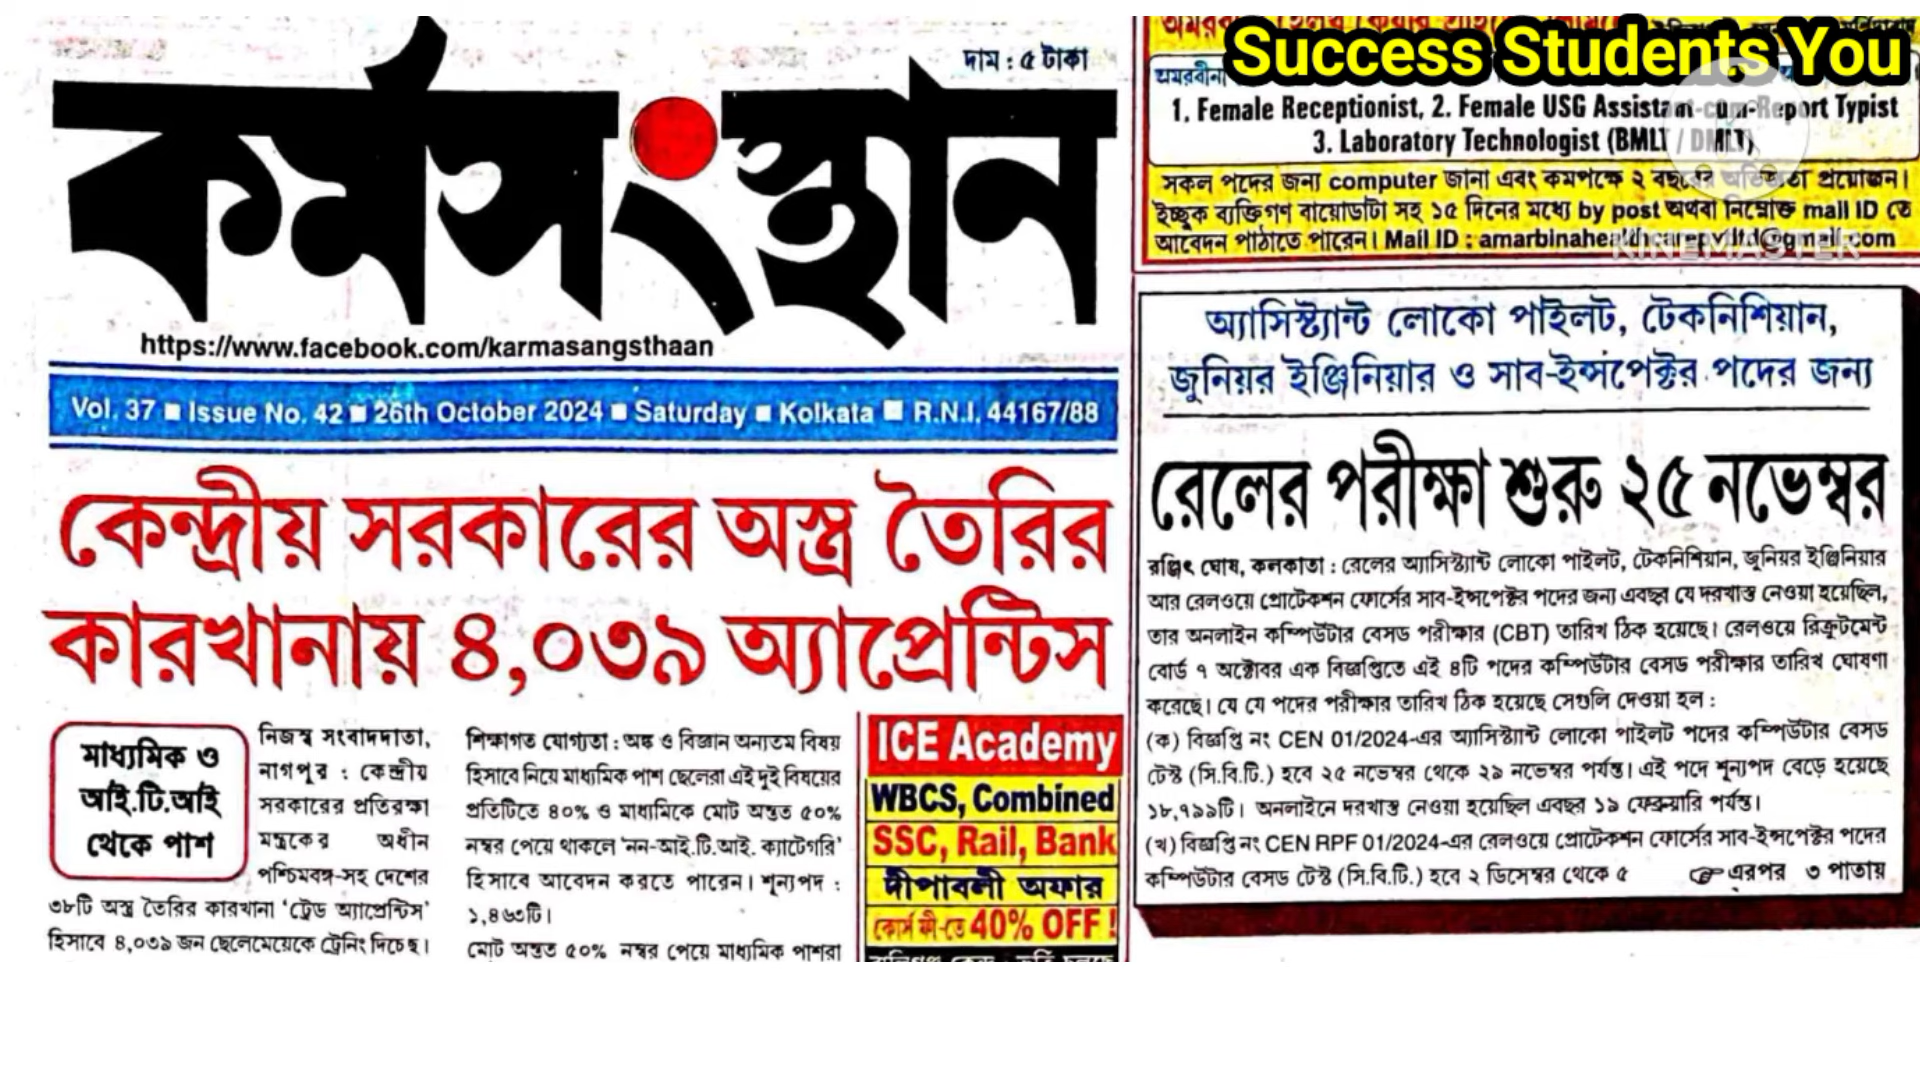 দাম : ৫ টাকা
কর্মসংস্থান
https://www.facebook.com/karmasangsthaan
Vol. 37 ■ Issue No. 42 ■ 26th October 2024 ■ Saturday ■ Kolkata ■ R.N.I. 44167/88
কেন্দ্রীয় সরকারের অস্ত্র তৈরির
কারখানায় ৪,০৩৯ অ্যাপ্রেন্টিস
মাধ্যমিক ও
আই.টি.আই
থেকে পাশ
নিজস্ব সংবাদদাতা,
নাগপুর : কেন্দ্রীয়
সরকারের প্রতিরক্ষা
মন্ত্রকের অধীন
পশ্চিমবঙ্গ-সহ দেশের
৩৮টি অস্ত্র তৈরির কারখানা ‘ট্রেড অ্যাপ্রেন্টিস’
হিসাবে ৪,০৩৯ জন ছেলেমেয়েকে ট্রেনিং দিচ্ছে।
শিক্ষাগত যোগ্যতা : অঙ্ক ও বিজ্ঞান অন্যতম বিষয়
হিসাবে নিয়ে মাধ্যমিক পাশ ছেলেরা এই দুই বিষয়ের
প্রতিটিতে ৪০% ও মাধ্যমিকে মোট অন্তত ৫০%
নম্বর পেয়ে থাকলে ‘নন-আই.টি.আই. ক্যাটেগরি’
হিসাবে আবেদন করতে পারেন। শূন্যপদ :
১,৪৬৩টি।
মোট অন্তত ৫০% নম্বর পেয়ে মাধ্যমিক পাশরা
ICE Academy
WBCS, Combined
SSC, Rail, Bank
দীপাবলী অফার
কোর্স ফী-তে 40% OFF !
Success Students You
অমরবীনা
1. Female Receptionist, 2. Female USG Assistant-cum-Report Typist
3. Laboratory Technologist (BMLT / DMLT)
সকল পদের জন্য computer জানা এবং কমপক্ষে ২ বছরের অভিজ্ঞতা প্রয়োজন।
ইচ্ছুক ব্যক্তিগণ বায়োডাটা সহ ১৫ দিনের মধ্যে by post অথবা নিম্নোক্ত mail ID তে
আবেদন পাঠাতে পারেন। Mail ID : amarbinahealthcarepvtltd@gmail.com
KINEMASTER
অ্যাসিস্ট্যান্ট লোকো পাইলট, টেকনিশিয়ান,
জুনিয়র ইঞ্জিনিয়ার ও সাব-ইন্সপেক্টর পদের জন্য
রেলের পরীক্ষা শুরু ২৫ নভেম্বর
রঞ্জিৎ ঘোষ, কলকাতা : রেলের অ্যাসিস্ট্যান্ট লোকো পাইলট, টেকনিশিয়ান, জুনিয়র ইঞ্জিনিয়ার
আর রেলওয়ে প্রোটেকশন ফোর্সের সাব-ইন্সপেক্টর পদের জন্য এবছর যে দরখাস্ত নেওয়া হয়েছিল,
তার অনলাইন কম্পিউটার বেসড পরীক্ষার (CBT) তারিখ ঠিক হয়েছে। রেলওয়ে রিক্রুটমেন্ট
বোর্ড ৭ অক্টোবর এক বিজ্ঞপ্তিতে এই ৪টি পদের কম্পিউটার বেসড পরীক্ষার তারিখ ঘোষণা
করেছে। যে যে পদের পরীক্ষার তারিখ ঠিক হয়েছে সেগুলি দেওয়া হল :
(ক) বিজ্ঞপ্তি নং CEN 01/2024-এর অ্যাসিস্ট্যান্ট লোকো পাইলট পদের কম্পিউটার বেসড
টেস্ট (সি.বি.টি.) হবে ২৫ নভেম্বর থেকে ২৯ নভেম্বর পর্যন্ত। এই পদে শূন্যপদ বেড়ে হয়েছে
১৮,৭৯৯টি। অনলাইনে দরখাস্ত নেওয়া হয়েছিল এবছর ১৯ ফেব্রুয়ারি পর্যন্ত।
(খ) বিজ্ঞপ্তি নং CEN RPF 01/2024-এর রেলওয়ে প্রোটেকশন ফোর্সের সাব-ইন্সপেক্টর পদের
কম্পিউটার বেসড টেস্ট (সি.বি.টি.) হবে ২ ডিসেম্বর থেকে ৫ ☞ এরপর ৩ পাতায়